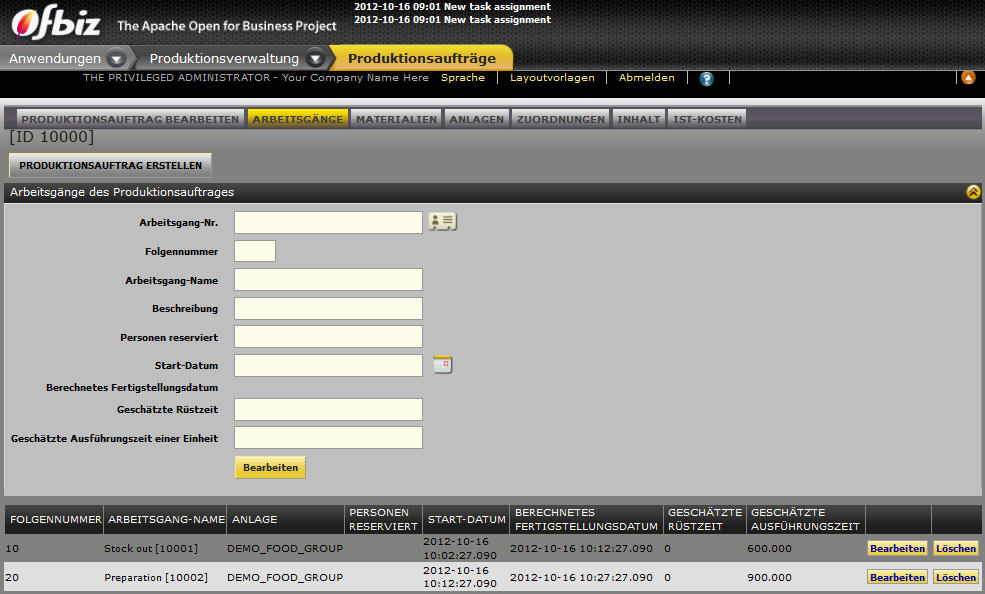 2012-10-16 09:01 New task assignment
2012-10-16 09:01 New task assignment
Ofbiz The Apache Open for Business Project
Anwendungen Produktionsverwaltung Produktionsaufträge
THE PRIVILEGED ADMINISTRATOR - Your Company Name Here Sprache Layoutvorlagen Abmelden ?
PRODUKTIONSAUFTRAG BEARBEITEN ARBEITSGÄNGE MATERIALIEN ANLAGEN ZUORDNUNGEN INHALT IST-KOSTEN
[ID 10000]
PRODUKTIONSAUFTRAG ERSTELLEN
Arbeitsgänge des Produktionsauftrages
Arbeitsgang-Nr.
Folgennummer
Arbeitsgang-Name
Beschreibung
Personen reserviert
Start-Datum
Berechnetes Fertigstellungsdatum
Geschätzte Rüstzeit
Geschätzte Ausführungszeit einer Einheit
Bearbeiten
FOLGENNUMMER ARBEITSGANG-NAME ANLAGE PERSONEN RESERVIERT START-DATUM BERECHNETES FERTIGSTELLUNGSDATUM GESCHÄTZTE RÜSTZEIT GESCHÄTZTE AUSFÜHRUNGSZEIT
10 Stock out [10001] DEMO_FOOD_GROUP 2012-10-16 10:02:27.090 2012-10-16 10:12:27.090 0 600.000 Bearbeiten Löschen
20 Preparation [10002] DEMO_FOOD_GROUP 2012-10-16 10:12:27.090 2012-10-16 10:27:27.090 0 900.000 Bearbeiten Löschen